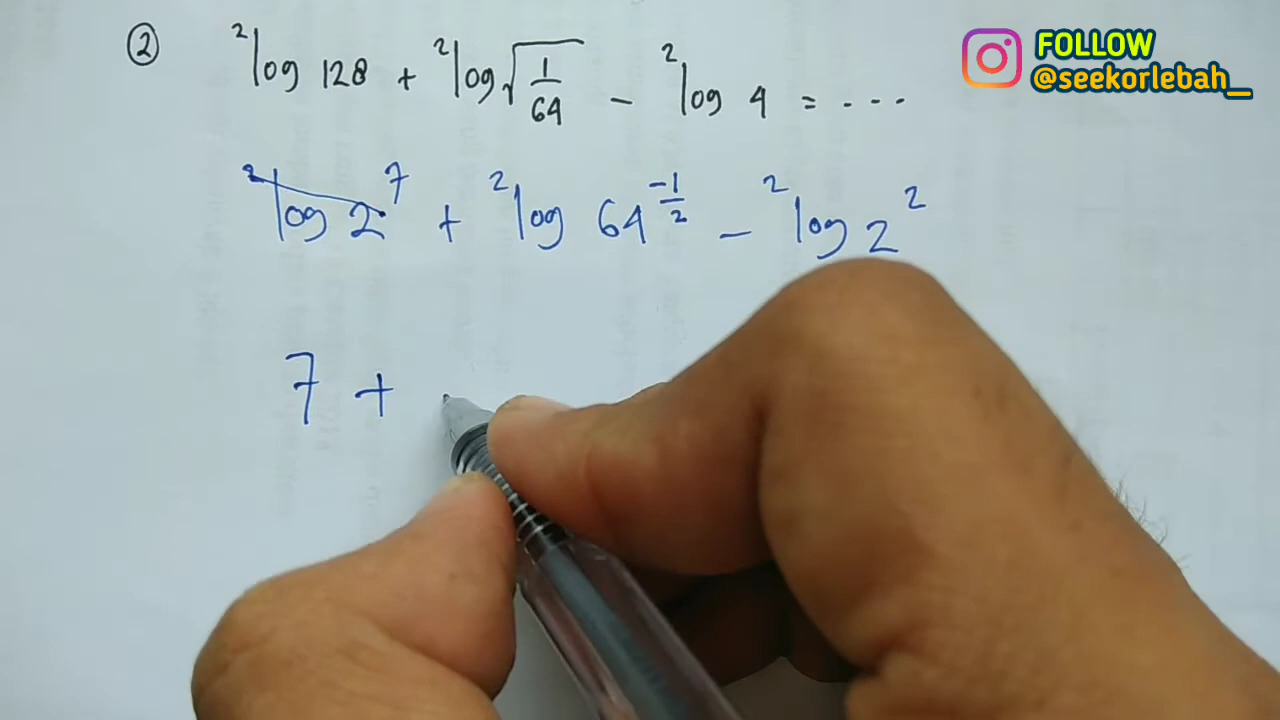 ② ²log 128 + ²log √(1/64) − ²log 4 = ...
FOLLOW
@seekorlebah_
²log 2⁷ + ²log 64^(-1/2) − ²log 2²
7 +